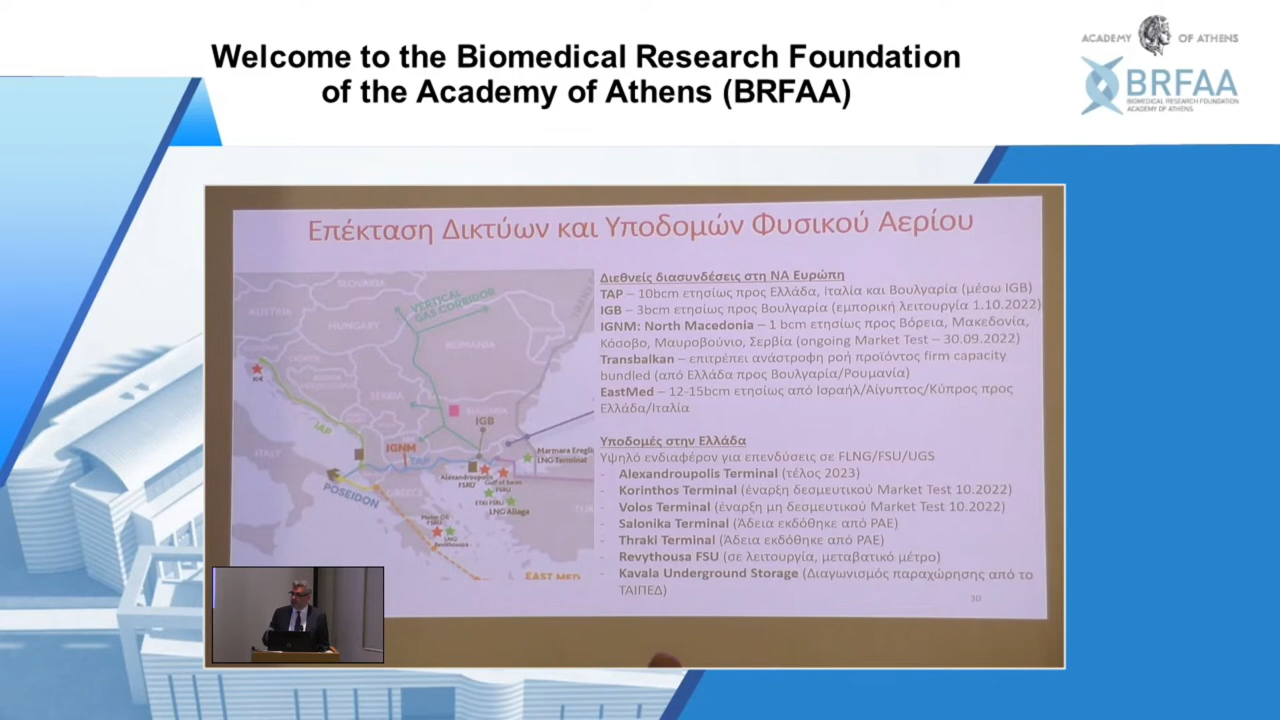 Welcome to the Biomedical Research Foundation
of the Academy of Athens (BRFAA)
ACADEMY OF ATHENS
BRFAA
BIOMEDICAL RESEARCH FOUNDATION
ACADEMY OF ATHENS
Επέκταση Δικτύων και Υποδομών Φυσικού Αερίου
Διεθνείς διασυνδέσεις στη ΝΑ Ευρώπη
TAP – 10bcm ετησίως προς Ελλάδα, Ιταλία και Βουλγαρία (μέσω IGB)
IGB – 3bcm ετησίως προς Βουλγαρία (εμπορική λειτουργία 1.10.2022)
IGNM: North Macedonia – 1 bcm ετησίως προς Βόρεια, Μακεδονία,
Κόσοβο, Μαυροβούνιο, Σερβία (ongoing Market Test – 30.09.2022)
Transbalkan – επιτρέπει ανάστροφη ροή προϊόντος firm capacity
bundled (από Ελλάδα προς Βουλγαρία/Ρουμανία)
EastMed – 12-15bcm ετησίως από Ισραήλ/Αίγυπτος/Κύπρος προς
Ελλάδα/Ιταλία
Υποδομές στην Ελλάδα
Υψηλό ενδιαφέρον για επενδύσεις σε FLNG/FSU/UGS
- Alexandroupolis Terminal (τέλος 2023)
- Korinthos Terminal (έναρξη δεσμευτικού Market Test 10.2022)
- Volos Terminal (έναρξη μη δεσμευτικού Market Test 10.2022)
- Salonika Terminal (Άδεια εκδόθηκε από ΡΑΕ)
- Thraki Terminal (Άδεια εκδόθηκε από ΡΑΕ)
- Revythousa FSU (σε λειτουργία, μεταβατικό μέτρο)
- Kavala Underground Storage (Διαγωνισμός παραχώρησης από το
ΤΑΙΠΕΔ)
30
SLOVAKIA
AUSTRIA
HUNGARY
VERTICAL
GAS CORRIDOR
ROMANIA
CROATIA
SERBIA
BULGARIA
IAP
ITALY
IGB
IGNM
TAP
Marmara Eregli
LNG Terminal
Alexandroupolis
FSRU
POSEIDON
GREECE
ETKI FSRU
LNG Aliaga
FSRU
LNG
Revithoussa
EAST MED